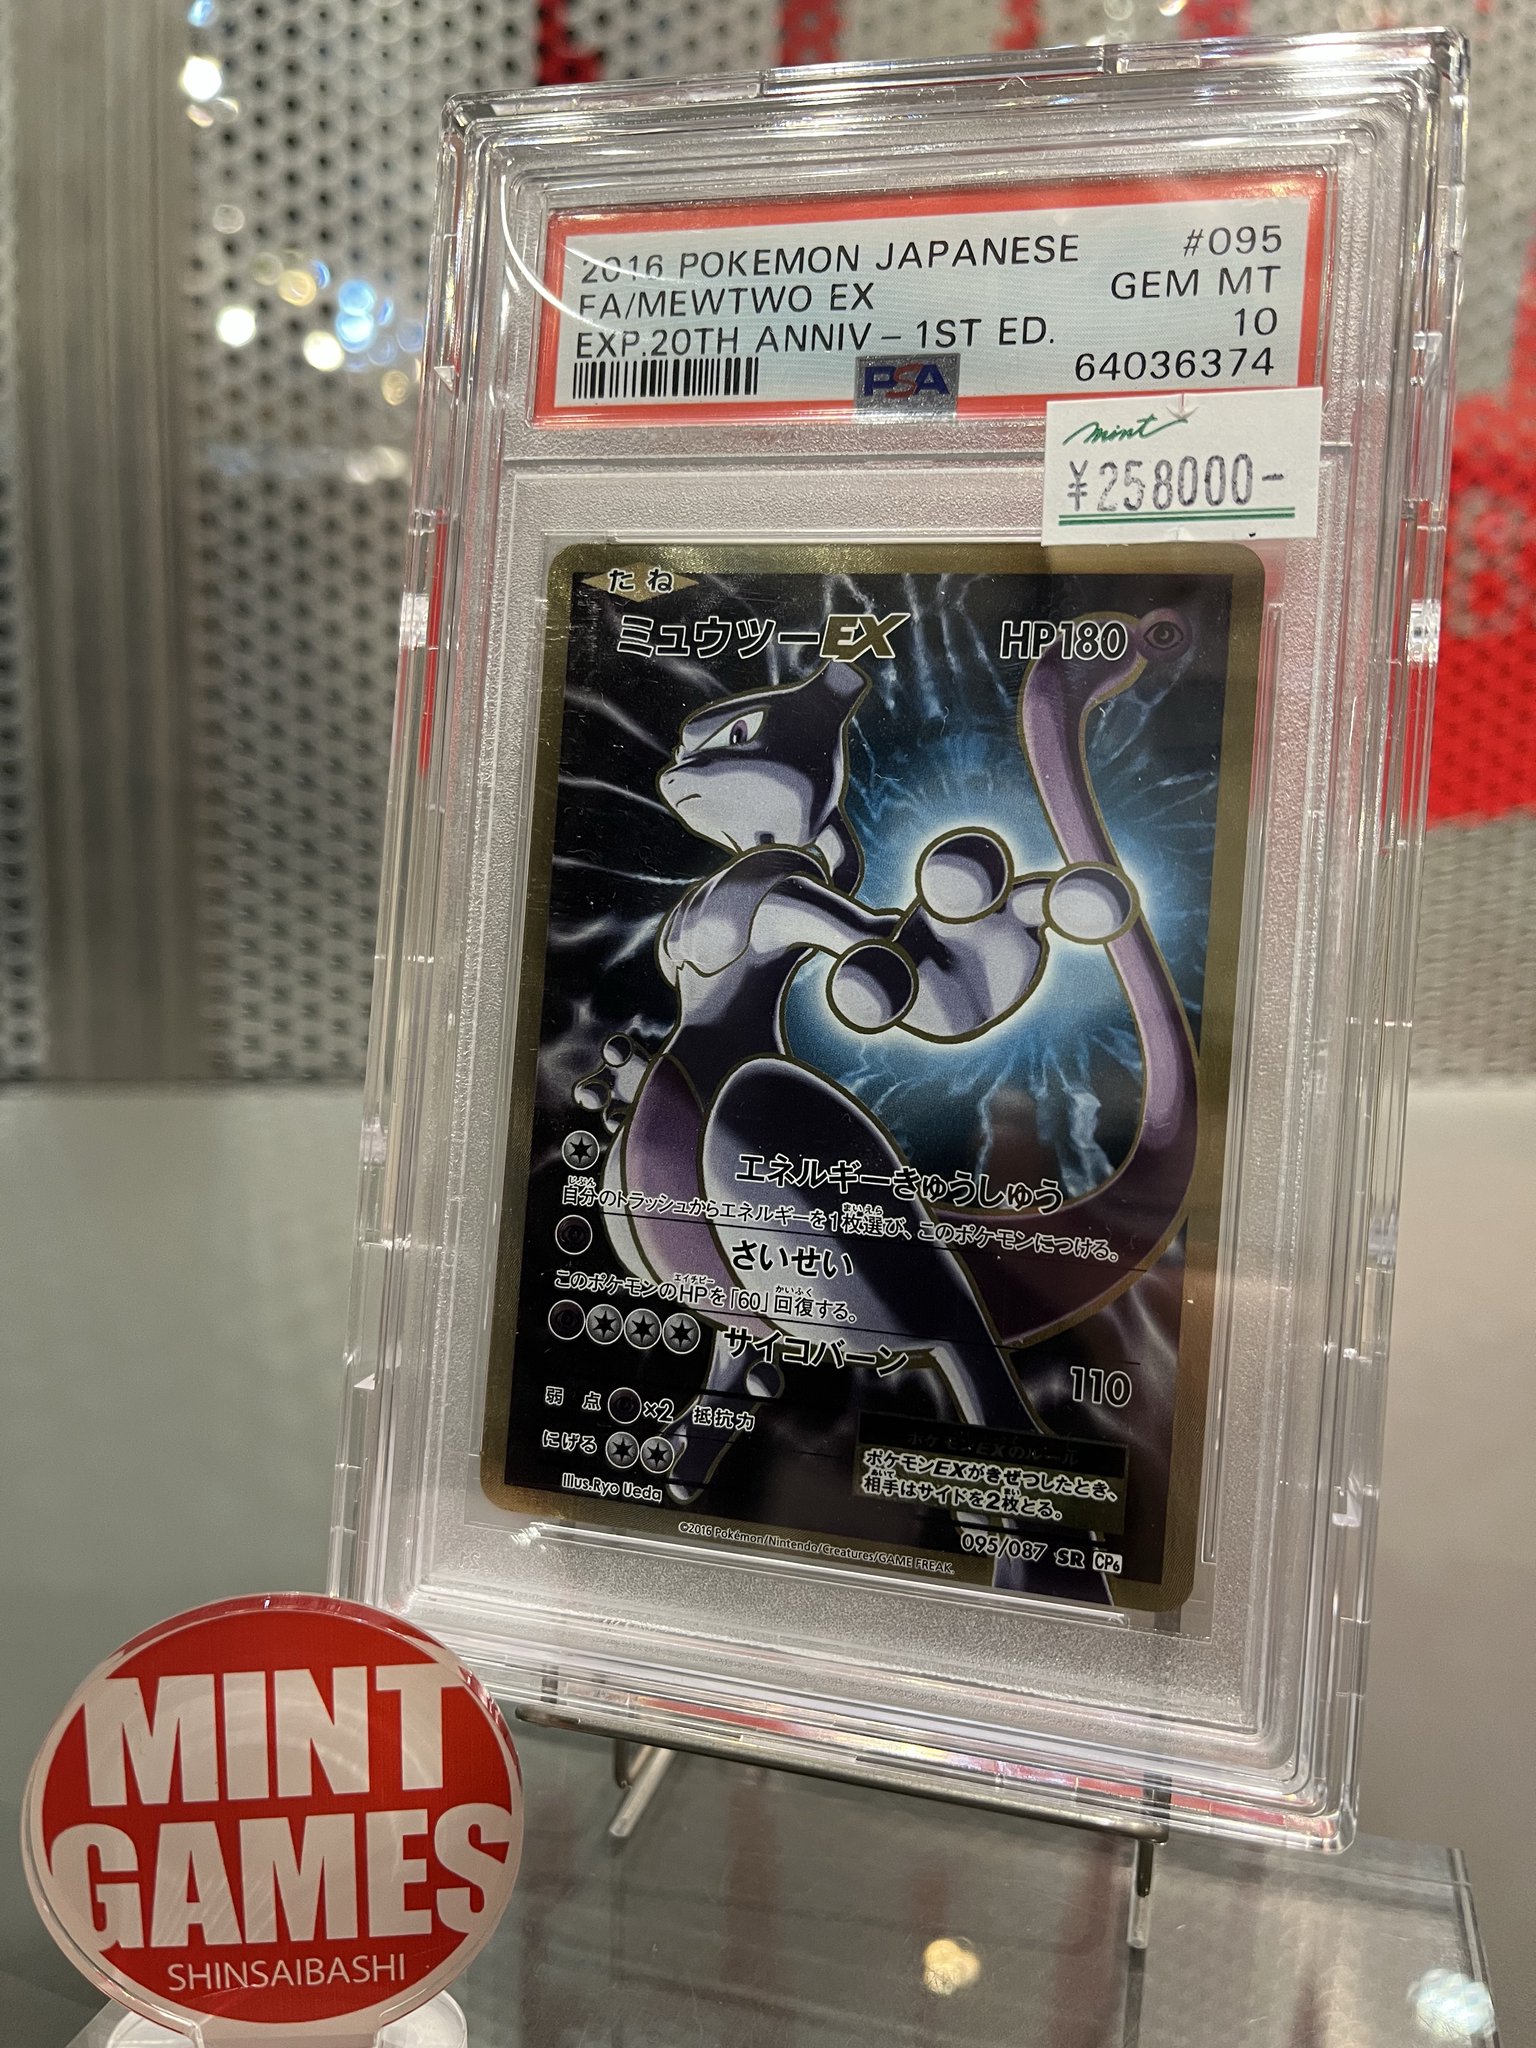 2016 POKEMON JAPANESE #095
FA/MEWTWO EX GEM MT
EXP.20TH ANNIV – 1ST ED. 10
PSA 64036374
mint
¥258000-
たね
ミュウツーEX HP180
エネルギーきゅうしゅう
自分のトラッシュからエネルギーを1枚選び、このポケモンにつける。
さいせい
このポケモンのHPを「60」回復する。
サイコバーン 110
弱点 ×2 抵抗力
にげる
ポケモンEXのルール
ポケモンEXがきぜつしたとき、
相手はサイドを2枚とる。
Illus.Ryo Ueda
©2016 Pokémon/Nintendo/Creatures/GAME FREAK.
095/087 SR CP6
MINT
GAMES
SHINSAIBASHI